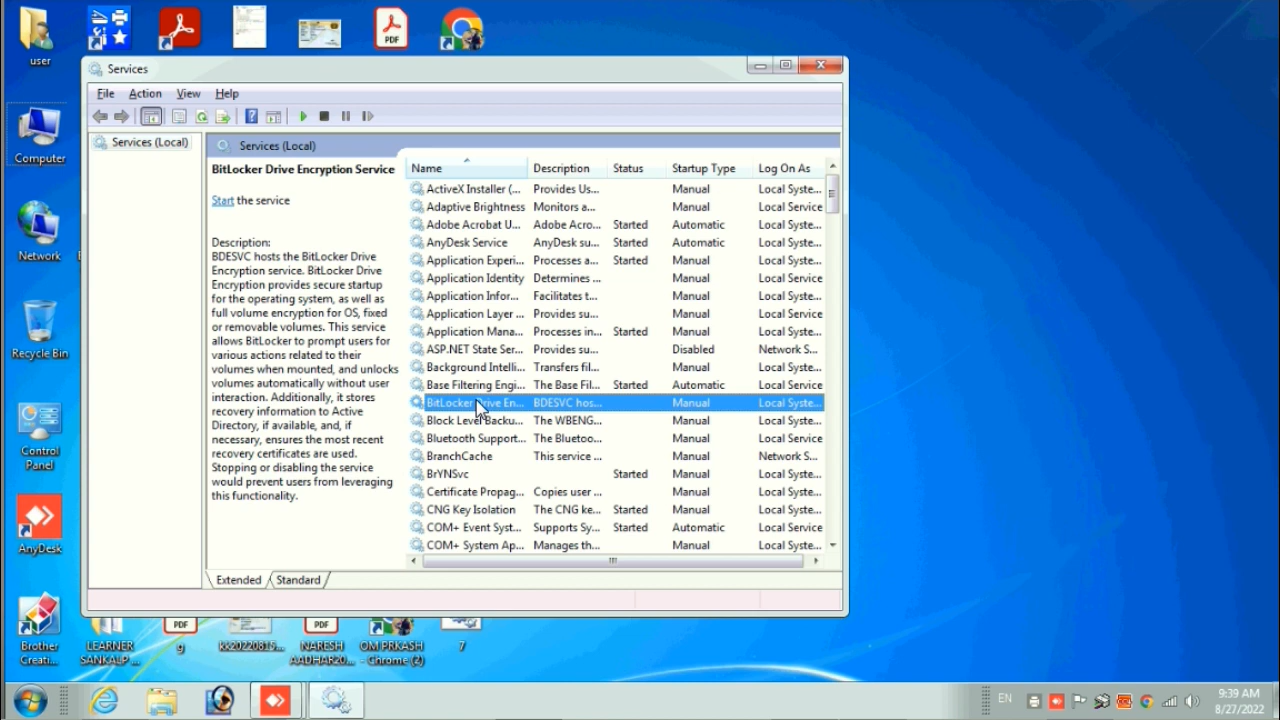 PDF
user
Services
File Action View Help
Services (Local)
Services (Local)
BitLocker Drive Encryption Service
Start the service
Description:
BDESVC hosts the BitLocker Drive
Encryption service. BitLocker Drive
Encryption provides secure startup
for the operating system, as well as
full volume encryption for OS, fixed
or removable volumes. This service
allows BitLocker to prompt users for
various actions related to their
volumes when mounted, and unlocks
volumes automatically without user
interaction. Additionally, it stores
recovery information to Active
Directory, if available, and, if
necessary, ensures the most recent
recovery certificates are used.
Stopping or disabling the service
would prevent users from leveraging
this functionality.
Name Description Status Startup Type Log On As
ActiveX Installer (... Provides Us... Manual Local Syste...
Adaptive Brightness Monitors a... Manual Local Service
Adobe Acrobat U... Adobe Acro... Started Automatic Local Syste...
AnyDesk Service AnyDesk su... Started Automatic Local Syste...
Application Experi... Processes a... Started Manual Local Syste...
Application Identity Determines ... Manual Local Service
Application Infor... Facilitates t... Manual Local Syste...
Application Layer ... Provides su... Manual Local Service
Application Mana... Processes in... Started Manual Local Syste...
ASP.NET State Ser... Provides su... Disabled Network S...
Background Intelli... Transfers fil... Manual Local Syste...
Base Filtering Engi... The Base Fil... Started Automatic Local Service
BitLocker Drive En... BDESVC hos... Manual Local Syste...
Block Level Backu... The WBENG... Manual Local Syste...
Bluetooth Support... The Bluetoo... Manual Local Service
BranchCache This service ... Manual Network S...
BrYNSvc Started Manual Local Syste...
Certificate Propag... Copies user ... Manual Local Syste...
CNG Key Isolation The CNG ke... Started Manual Local Syste...
COM+ Event Syst... Supports Sy... Started Automatic Local Service
COM+ System Ap... Manages th... Manual Local Syste...
Extended Standard
Computer
Network
Recycle Bin
Control
Panel
AnyDesk
Brother
Creati...
LEARNER
SANKALP ...
PDF
g
kk20220815...
PDF
NARESH
AADHAR20...
OM PRKASH
- Chrome (2)
7
EN
9:39 AM
8/27/2022